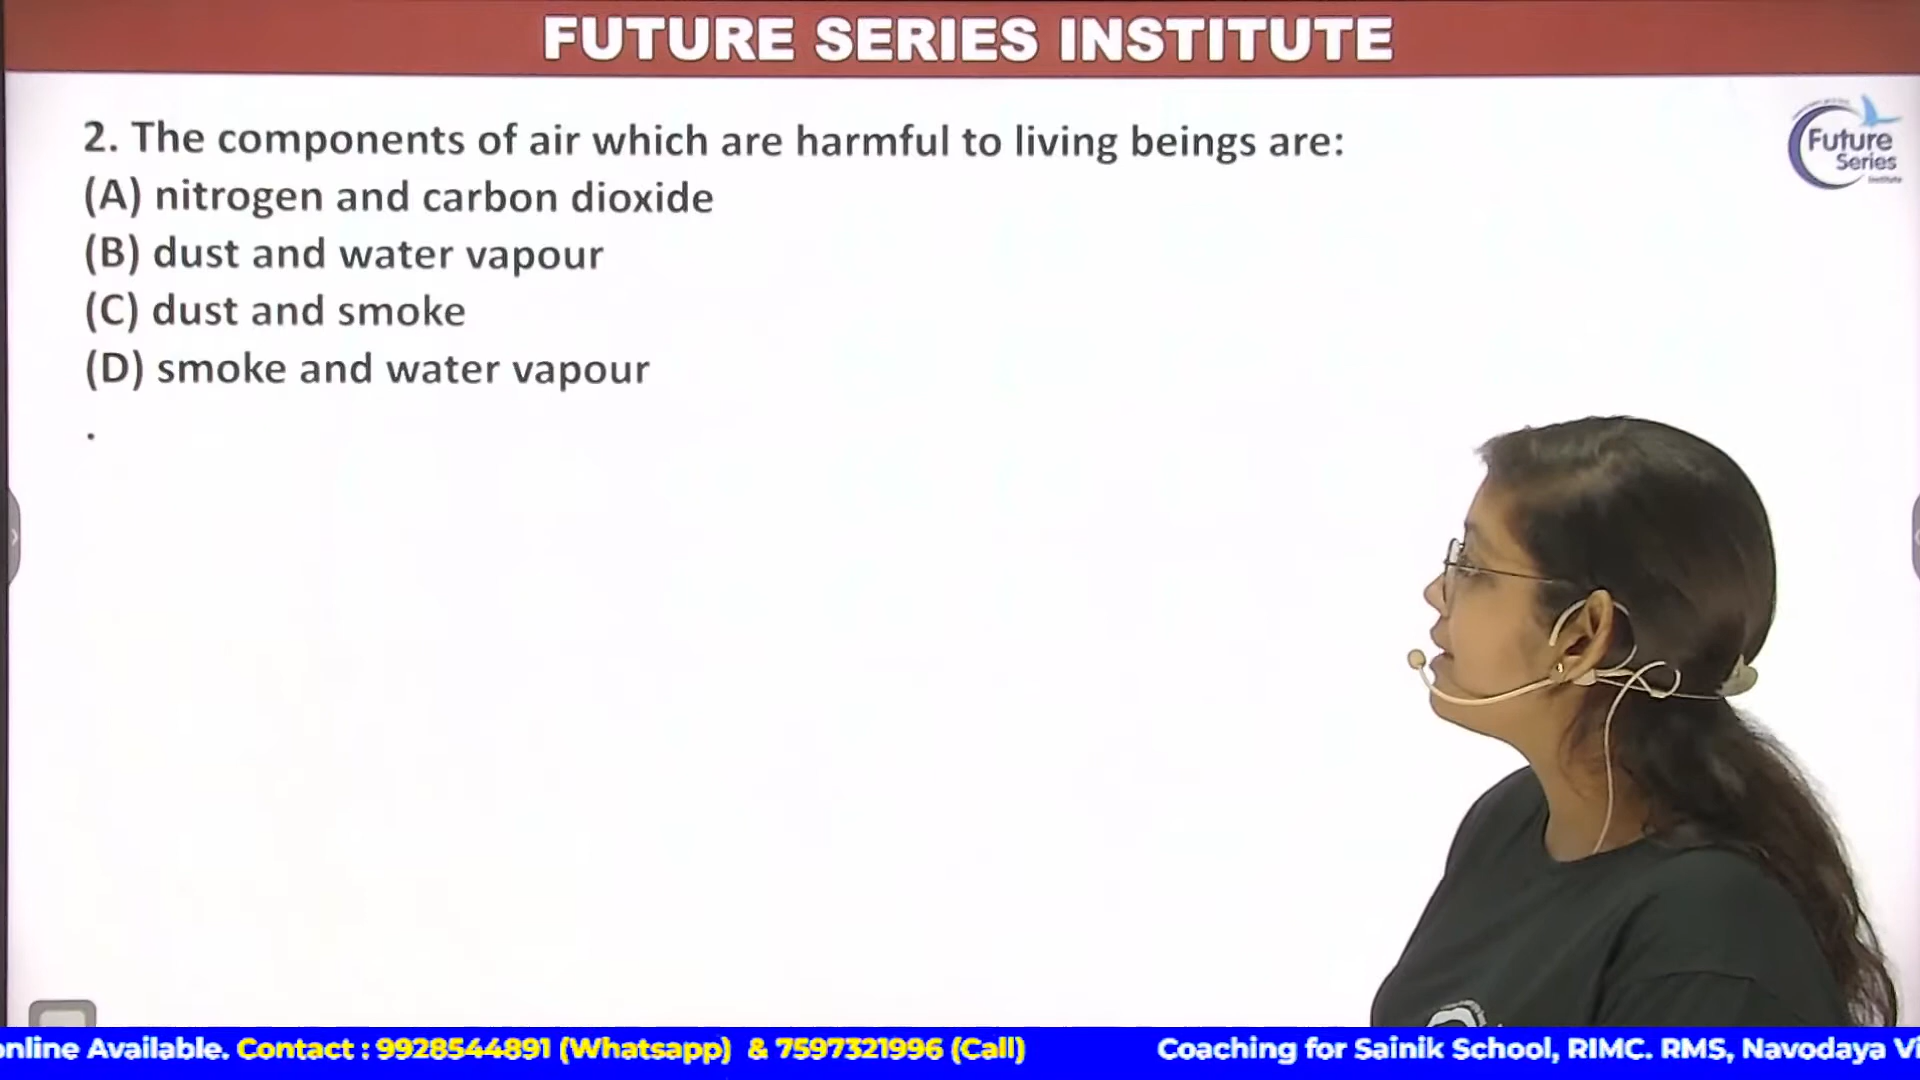 FUTURE SERIES INSTITUTE
Future
Series
Institute
2. The components of air which are harmful to living beings are:
(A) nitrogen and carbon dioxide
(B) dust and water vapour
(C) dust and smoke
(D) smoke and water vapour
.
online Available. Contact : 9928544891 (Whatsapp) & 7597321996 (Call) Coaching for Sainik School, RIMC. RMS, Navodaya Vi